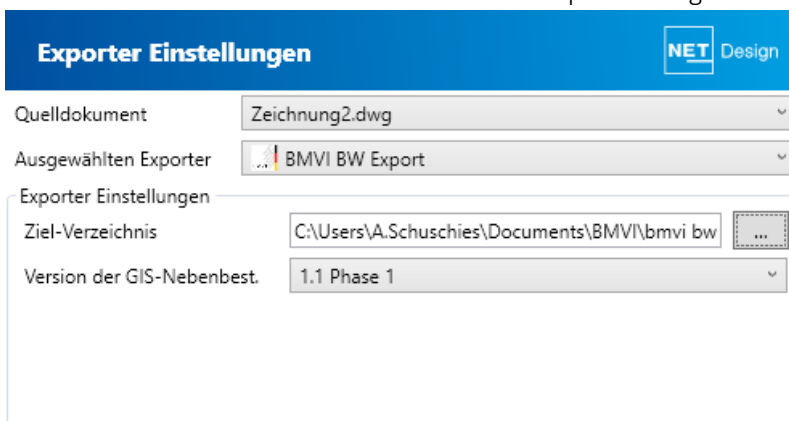 Exporter Einstellungen
NET Design
Quelldokument Zeichnung2.dwg
Ausgewählten Exporter BMVI BW Export
Exporter Einstellungen
Ziel-Verzeichnis C:\Users\A.Schuschies\Documents\BMVI\bmvi bw ...
Version der GIS-Nebenbest. 1.1 Phase 1